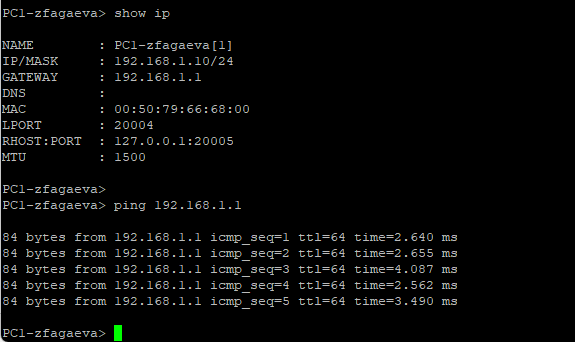 PC1-zfagaeva> show ip
NAME        : PC1-zfagaeva[1]
IP/MASK     : 192.168.1.10/24
GATEWAY     : 192.168.1.1
DNS         :
MAC         : 00:50:79:66:68:00
LPORT       : 20004
RHOST:PORT  : 127.0.0.1:20005
MTU         : 1500
PC1-zfagaeva>
PC1-zfagaeva> ping 192.168.1.1
84 bytes from 192.168.1.1 icmp_seq=1 ttl=64 time=2.640 ms
84 bytes from 192.168.1.1 icmp_seq=2 ttl=64 time=2.655 ms
84 bytes from 192.168.1.1 icmp_seq=3 ttl=64 time=4.087 ms
84 bytes from 192.168.1.1 icmp_seq=4 ttl=64 time=2.562 ms
84 bytes from 192.168.1.1 icmp_seq=5 ttl=64 time=3.490 ms
PC1-zfagaeva>